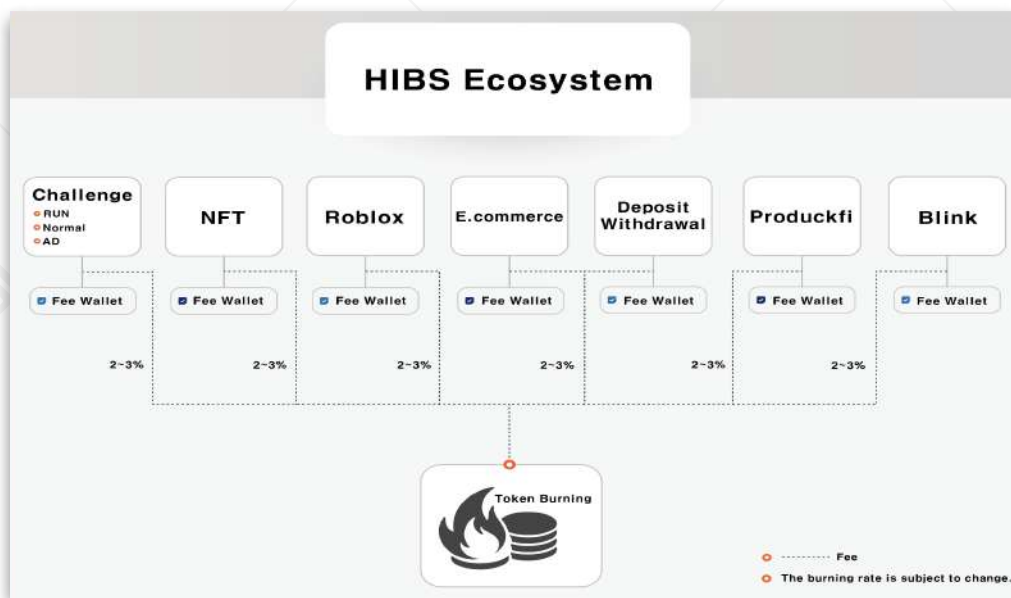 HIBS Ecosystem
Challenge
RUN
Normal
AD
NFT
Roblox
E.commerce
Deposit
Withdrawal
Produckfi
Blink
Fee Wallet
Fee Wallet
Fee Wallet
Fee Wallet
Fee Wallet
Fee Wallet
Fee Wallet
2~3%
2~3%
2~3%
2~3%
2~3%
2~3%
Token Burning
Fee
The burning rate is subject to change.